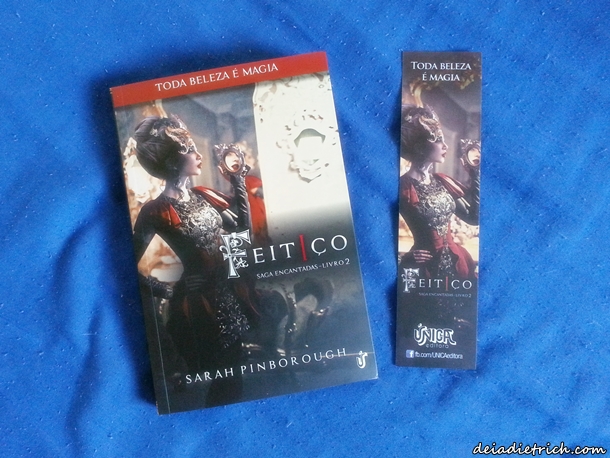 TODA BELEZA É MAGIA
FEITIÇO
SAGA ENCANTADAS - LIVRO 2
SARAH PINBOROUGH
TODA BELEZA
É MAGIA
FEITIÇO
SAGA ENCANTADAS - LIVRO 2
ÚNICA
editora
fb.com/UNICAeditora
deiadietrich.com